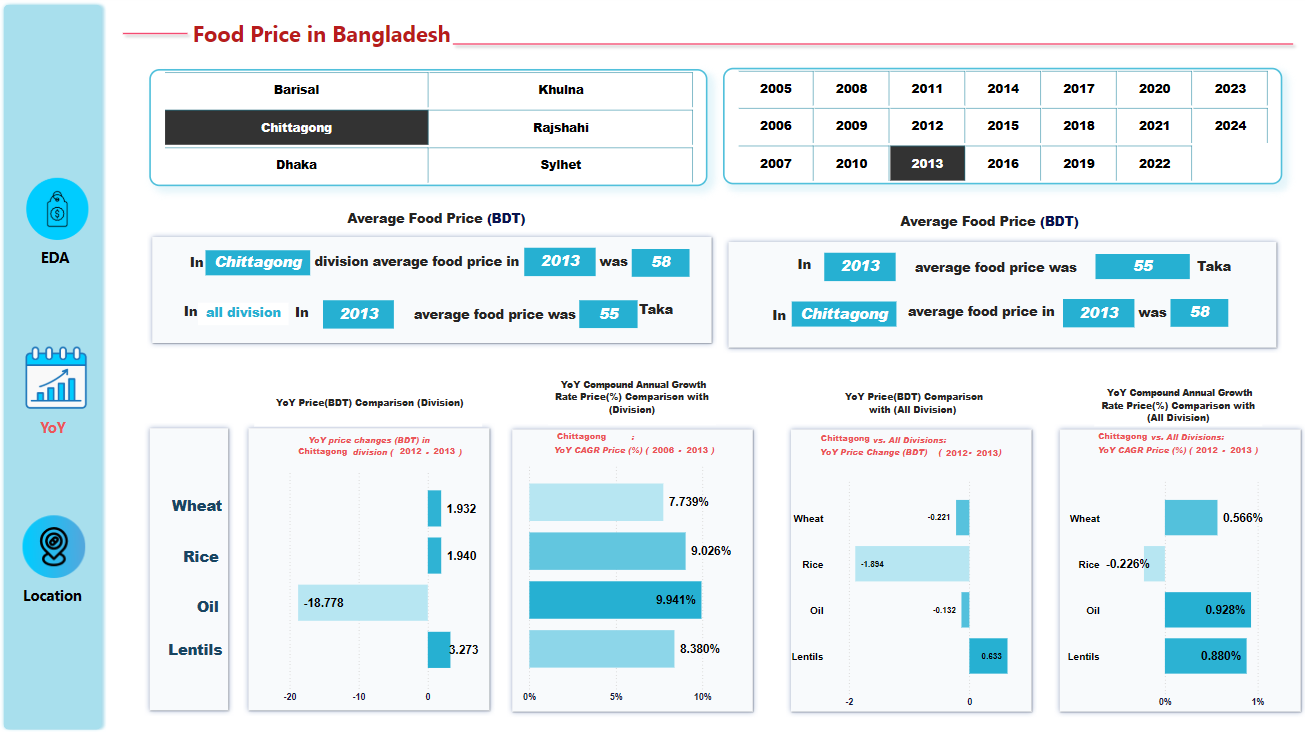 Food Price in Bangladesh
Barisal Khulna
Chittagong Rajshahi
Dhaka Sylhet
2005 2008 2011 2014 2017 2020 2023
2006 2009 2012 2015 2018 2021 2024
2007 2010 2013 2016 2019 2022
EDA
YoY
Location
Average Food Price (BDT)
In Chittagong division average food price in 2013 was 58
In all division In 2013 average food price was 55 Taka
Average Food Price (BDT)
In 2013 average food price was 55 Taka
In Chittagong average food price in 2013 was 58
Wheat
Rice
Oil
Lentils
YoY Price(BDT) Comparison (Division)
YoY price changes (BDT) in
Chittagong division ( 2012 - 2013 )
1.932
1.940
-18.778
3.273
-20 -10 0
YoY Compound Annual Growth
Rate Price(%) Comparison with
(Division)
Chittagong :
YoY CAGR Price (%) ( 2006 - 2013 )
7.739%
9.026%
9.941%
8.380%
0% 5% 10%
YoY Price(BDT) Comparison
with (All Division)
Chittagong vs. All Divisions:
YoY Price Change (BDT) ( 2012- 2013)
Wheat -0.221
Rice -1.894
Oil -0.132
Lentils 0.633
-2 0
YoY Compound Annual Growth
Rate Price(%) Comparison with
(All Division)
Chittagong vs. All Divisions:
YoY CAGR Price (%) ( 2012 - 2013 )
Wheat 0.566%
Rice -0.226%
Oil 0.928%
Lentils 0.880%
0% 1%